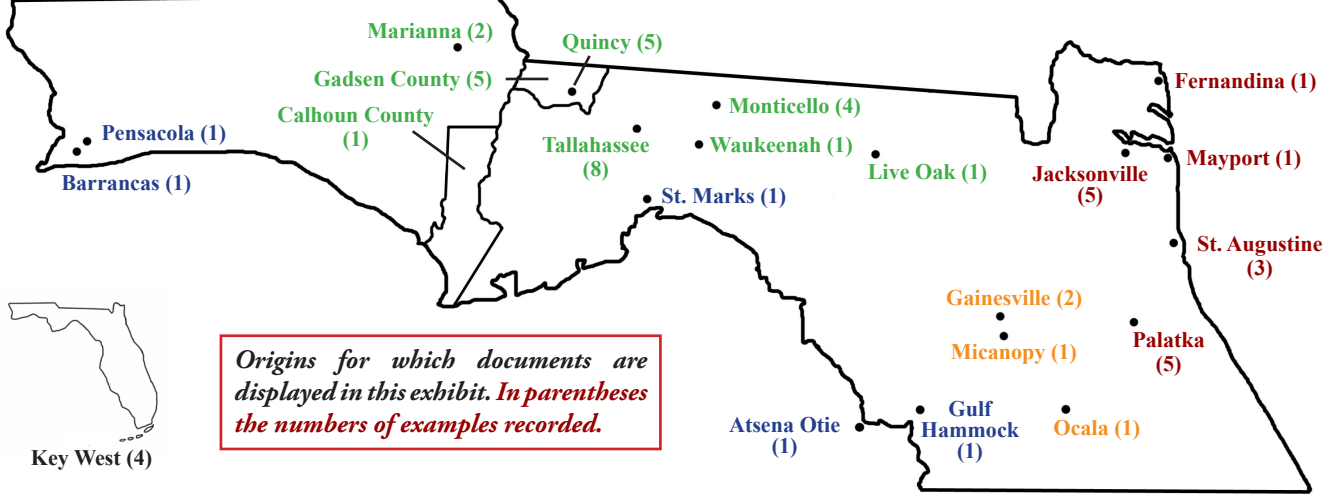 Marianna (2)
Quincy (5)
Gadsen County (5)
Calhoun County
(1)
Pensacola (1)
Barrancas (1)
Monticello (4)
Tallahassee
(8)
Waukeenah (1)
Live Oak (1)
St. Marks (1)
Fernandina (1)
Mayport (1)
Jacksonville
(5)
St. Augustine
(3)
Gainesville (2)
Micanopy (1)
Palatka
(5)
Atsena Otie
(1)
Gulf
Hammock
(1)
Ocala (1)
Key West (4)
Origins for which documents are
displayed in this exhibit. In parentheses
the numbers of examples recorded.